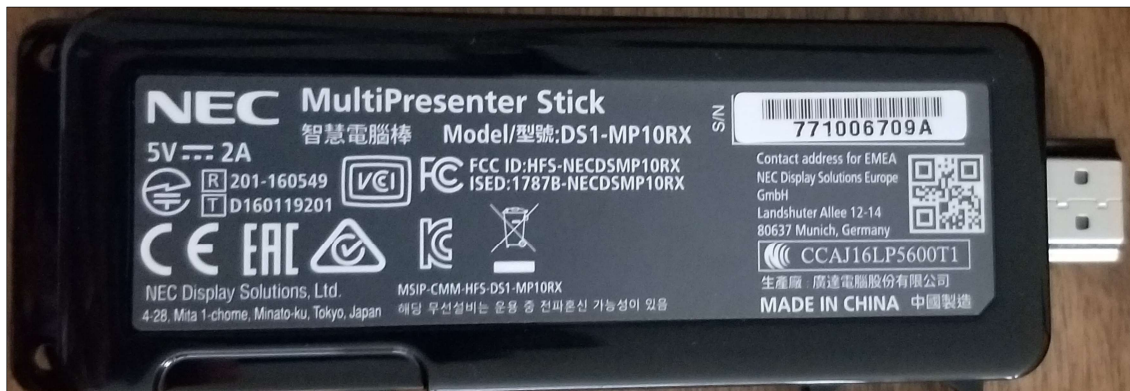 NEC MultiPresenter Stick
智慧電腦棒 Model/型號:DS1-MP10RX
5V 2A
R 201-160549
T D160119201
VCI
FC FCC ID:HFS-NECDSMP10RX
ISED:1787B-NECDSMP10RX
CE EAC KC
NEC Display Solutions, Ltd.
4-28, Mita 1-chome, Minato-ku, Tokyo, Japan
MSIP-CMM-HFS-DS1-MP10RX
해당 무선설비는 운용 중 전파혼신 가능성이 있음
S/N
771006709A
Contact address for EMEA
NEC Display Solutions Europe
GmbH
Landshuter Allee 12-14
80637 Munich, Germany
CCAJ16LP5600T1
生產廠 : 廣達電腦股份有限公司
MADE IN CHINA 中國製造